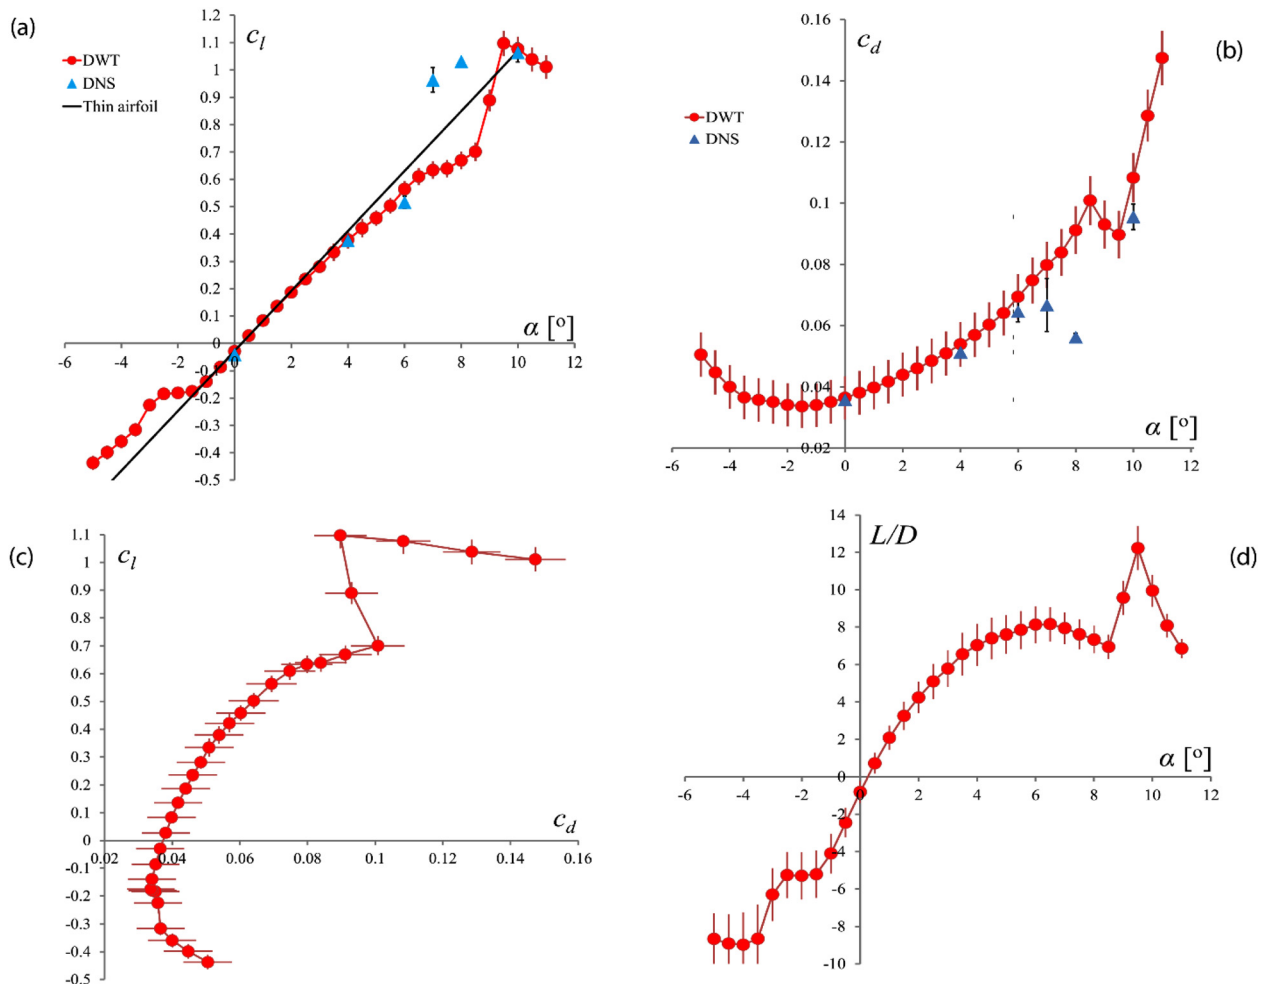 (a)
c_l
DWT
DNS
Thin airfoil
1.2
1.1
1
0.9
0.8
0.7
0.6
0.5
0.4
0.3
0.2
0.1
0
-0.1
-0.2
-0.3
-0.4
-0.5
-6 -4 -2 0 2 4 6 8 10 12
α [°]
(b)
c_d
DWT
DNS
0.16
0.14
0.12
0.1
0.08
0.06
0.04
0.02
-6 -4 -2 0 2 4 6 8 10 12
α [°]
(c)
c_l
1.1
1
0.9
0.8
0.7
0.6
0.5
0.4
0.3
0.2
0.1
0
-0.1
-0.2
-0.3
-0.4
-0.5
0.02 0.04 0.06 0.08 0.1 0.12 0.14 0.16
c_d
(d)
L/D
14
12
10
8
6
4
2
0
-2
-4
-6
-8
-10
-6 -4 -2 0 2 4 6 8 10 12
α [°]